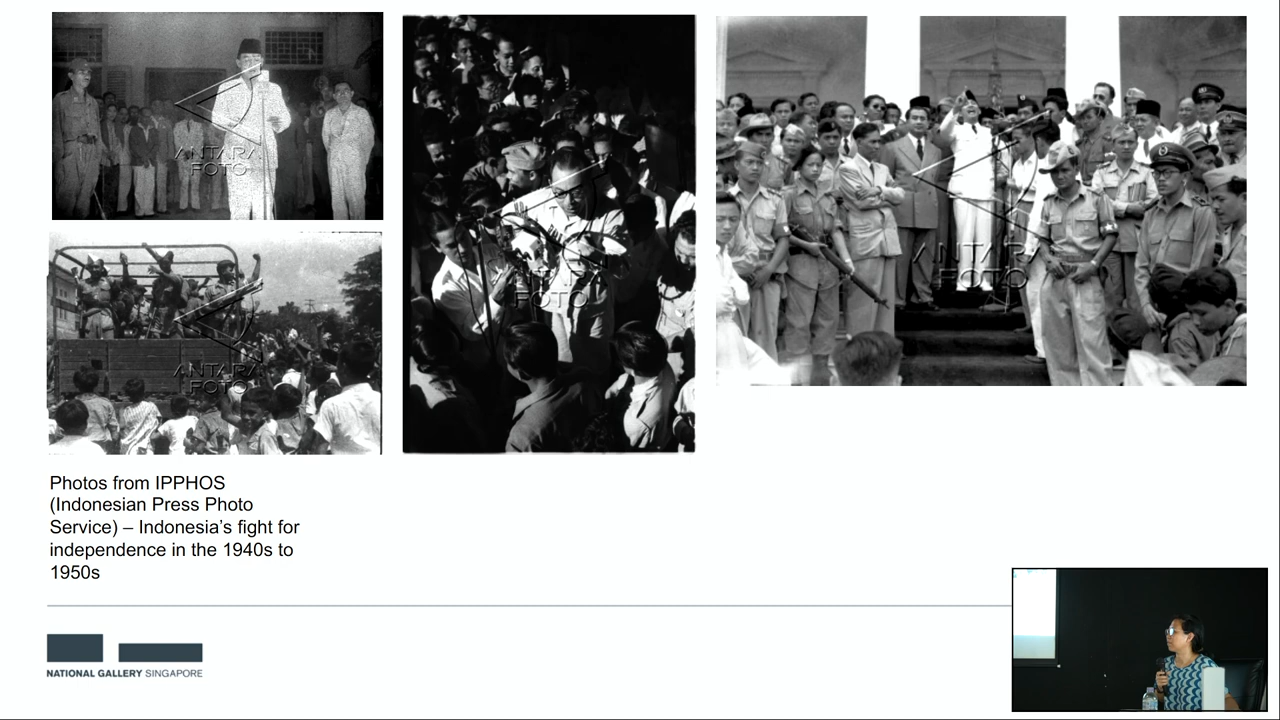 ANTARA
FOTO
ANTARA
FOTO
ANTARA
FOTO
ANTARA
FOTO
Photos from IPPHOS
(Indonesian Press Photo
Service) – Indonesia's fight for
independence in the 1940s to
1950s
NATIONAL GALLERY SINGAPORE